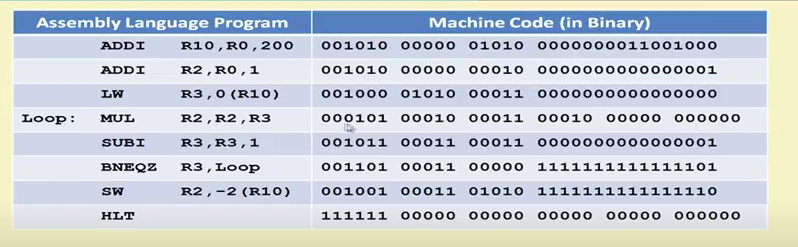 Assembly Language Program Machine Code (in Binary)
ADDI R10,R0,200 001010 00000 01010 0000000011001000
ADDI R2,R0,1 001010 00000 00010 0000000000000001
LW R3,0(R10) 001000 01010 00011 0000000000000000
Loop: MUL R2,R2,R3 000101 00010 00011 00010 00000 000000
SUBI R3,R3,1 001011 00011 00011 0000000000000001
BNEQZ R3,Loop 001101 00011 00000 1111111111111101
SW R2,-2(R10) 001001 00011 01010 1111111111111110
HLT 111111 00000 00000 00000 00000 000000